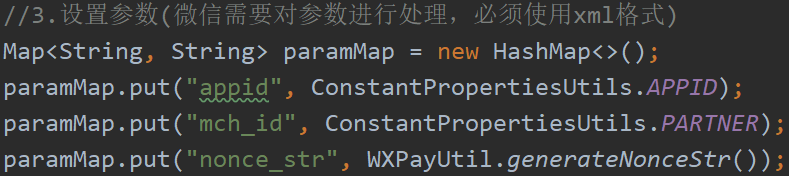 //3.设置参数(微信需要对参数进行处理，必须使用xml格式)
Map<String, String> paramMap = new HashMap<>();
paramMap.put("appid", ConstantPropertiesUtils.APPID);
paramMap.put("mch_id", ConstantPropertiesUtils.PARTNER);
paramMap.put("nonce_str", WXPayUtil.generateNonceStr());